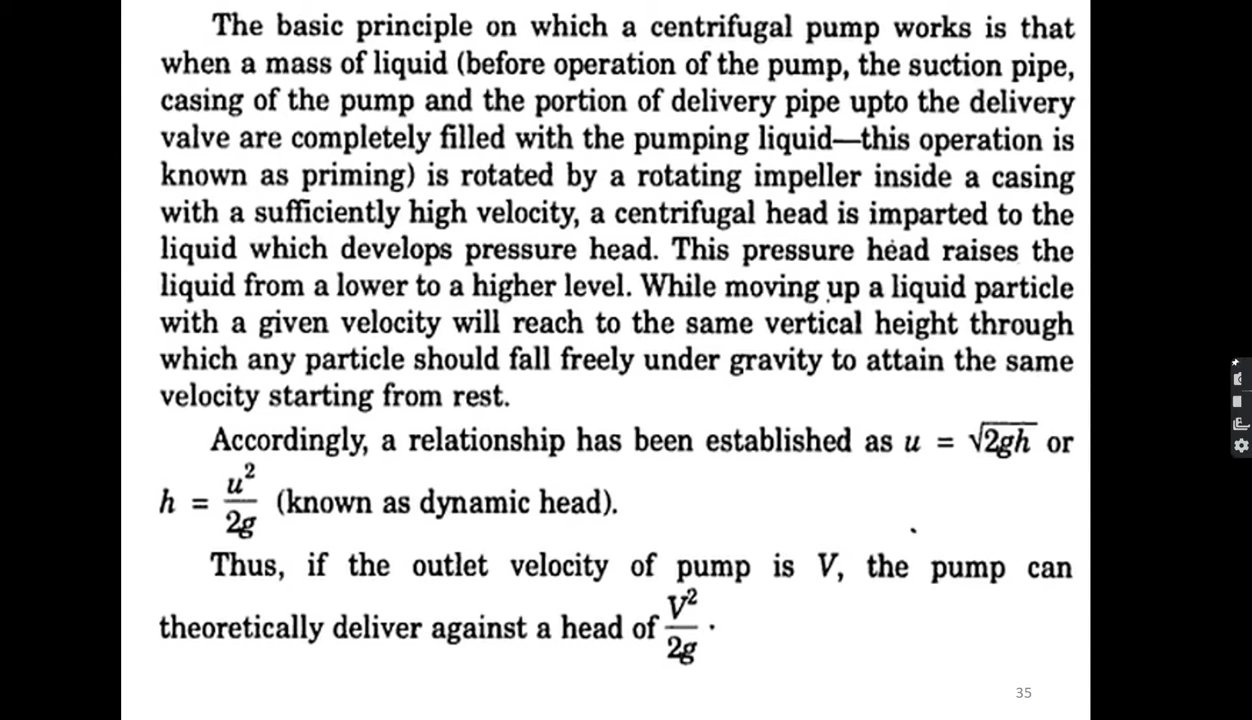 The basic principle on which a centrifugal pump works is that
when a mass of liquid (before operation of the pump, the suction pipe,
casing of the pump and the portion of delivery pipe upto the delivery
valve are completely filled with the pumping liquid—this operation is
known as priming) is rotated by a rotating impeller inside a casing
with a sufficiently high velocity, a centrifugal head is imparted to the
liquid which develops pressure head. This pressure head raises the
liquid from a lower to a higher level. While moving up a liquid particle
with a given velocity will reach to the same vertical height through
which any particle should fall freely under gravity to attain the same
velocity starting from rest.
Accordingly, a relationship has been established as u = √2gh or
h = u²/2g (known as dynamic head).
Thus, if the outlet velocity of pump is V, the pump can
theoretically deliver against a head of V²/2g.
35